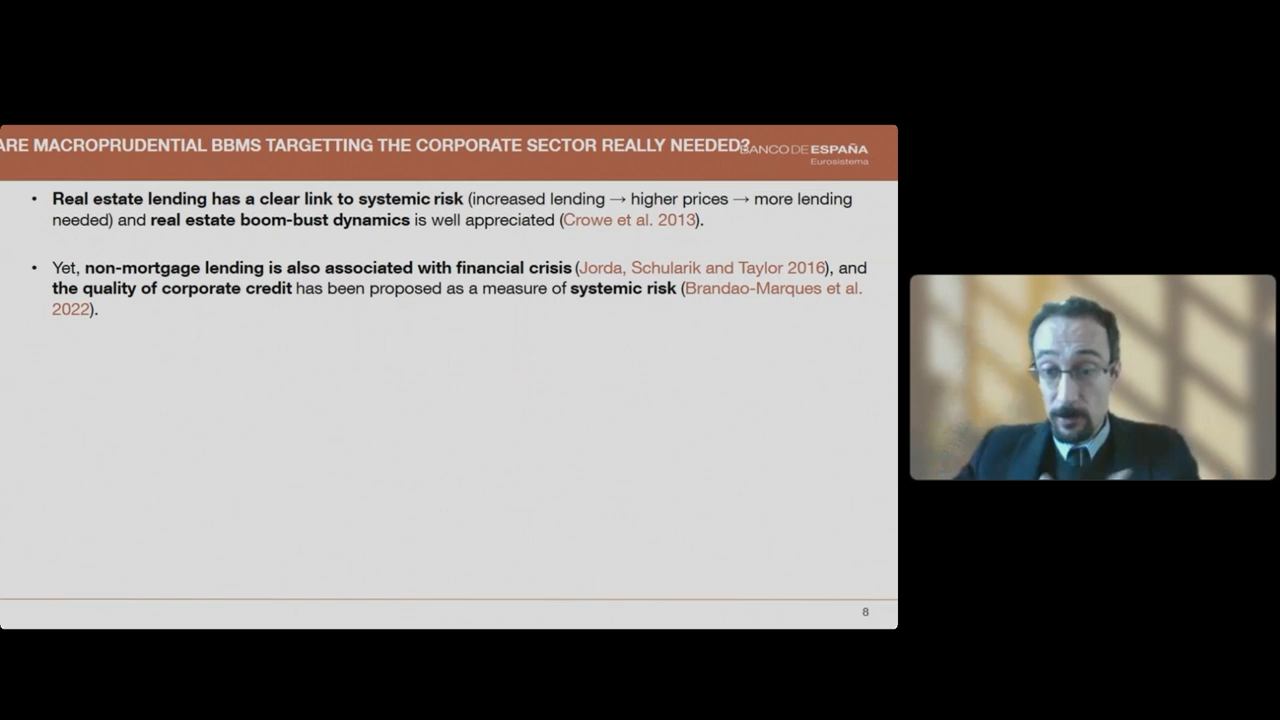 ARE MACROPRUDENTIAL BBMS TARGETTING THE CORPORATE SECTOR REALLY NEEDED?
BANCO DE ESPAÑA
Eurosistema
• Real estate lending has a clear link to systemic risk (increased lending → higher prices → more lending
needed) and real estate boom-bust dynamics is well appreciated (Crowe et al. 2013).
• Yet, non-mortgage lending is also associated with financial crisis (Jorda, Schularik and Taylor 2016), and
the quality of corporate credit has been proposed as a measure of systemic risk (Brandao-Marques et al.
2022).
8